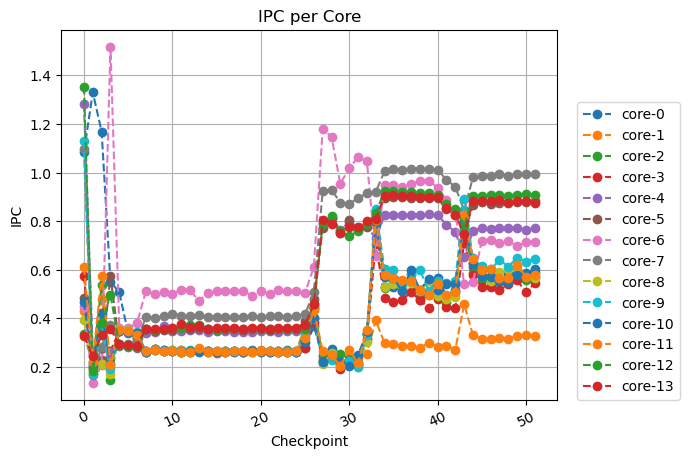 IPC per Core
IPC
1.4
1.2
1.0
0.8
0.6
0.4
0.2
0
10
20
30
40
50
Checkpoint
core-0
core-1
core-2
core-3
core-4
core-5
core-6
core-7
core-8
core-9
core-10
core-11
core-12
core-13